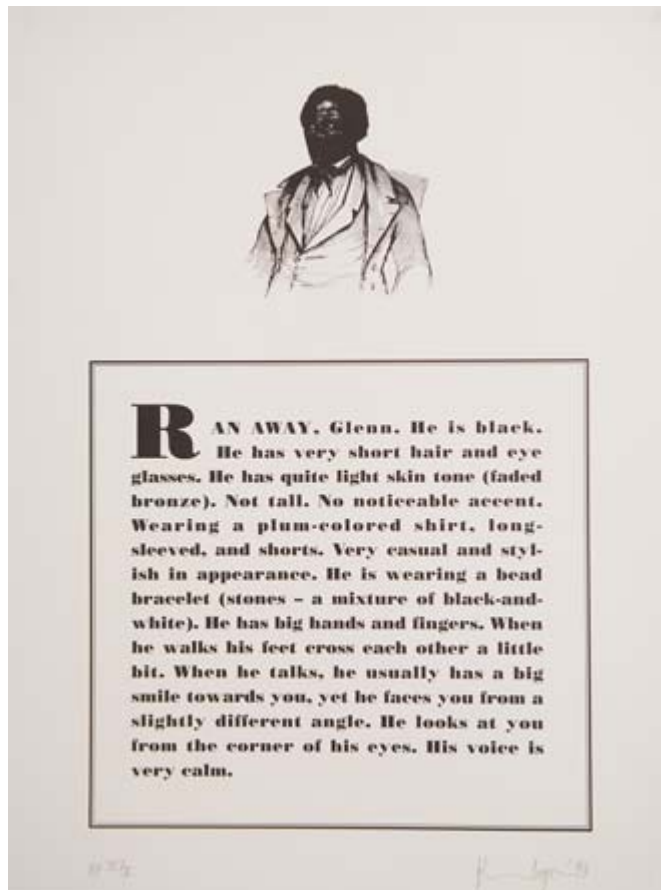 RAN AWAY, Glenn. He is black.
He has very short hair and eye
glasses. He has quite light skin tone (faded
bronze). Not tall. No noticeable accent.
Wearing a plum-colored shirt, long-
sleeved, and shorts. Very casual and styl-
ish in appearance. He is wearing a bead
bracelet (stones – a mixture of black-and-
white). He has big hands and fingers. When
he walks his feet cross each other a little
bit. When he talks, he usually has a big
smile towards you, yet he faces you from a
slightly different angle. He looks at you
from the corner of his eyes. His voice is
very calm.